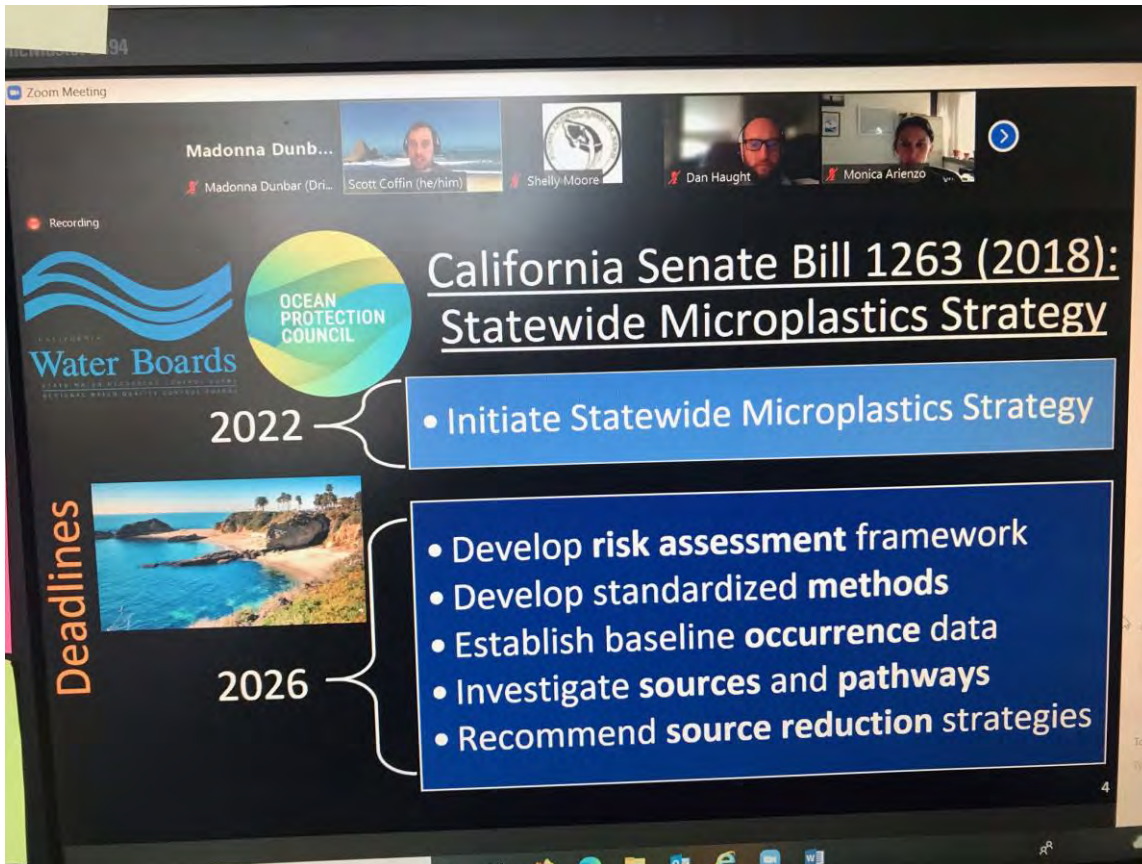 94
Zoom Meeting
Madonna Dunb...
Madonna Dunbar (Dri...
Scott Coffin (he/him)
Shelly Moore
Dan Haught
Monica Arienzo
Recording
CALIFORNIA
Water Boards
OCEAN
PROTECTION
COUNCIL
California Senate Bill 1263 (2018):
Statewide Microplastics Strategy
Deadlines
2022
• Initiate Statewide Microplastics Strategy
2026
• Develop risk assessment framework
• Develop standardized methods
• Establish baseline occurrence data
• Investigate sources and pathways
• Recommend source reduction strategies
4